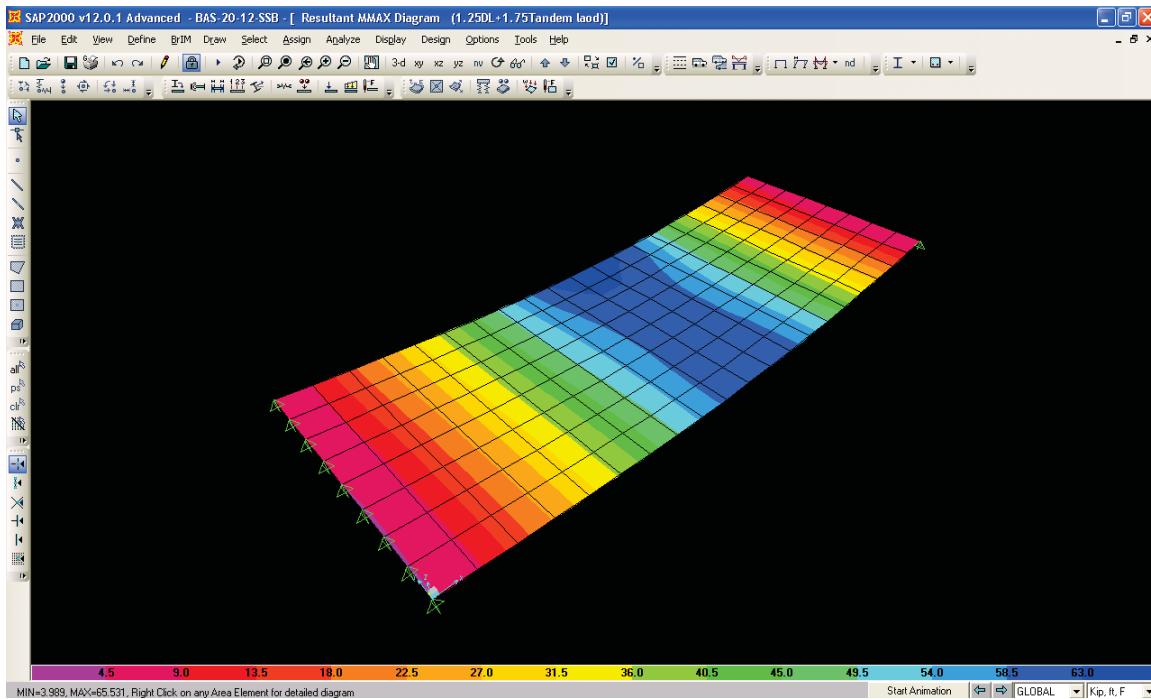 SAP2000 v12.0.1 Advanced - BAS-20-12-SSB - [ Resultant MMAX Diagram (1.25DL+1.75Tandem laod)]
File Edit View Define BrIM Draw Select Assign Analyze Display Design Options Tools Help
3-d xy xz yz nv nd
all
ps
clr
4.5 9.0 13.5 18.0 22.5 27.0 31.5 36.0 40.5 45.0 49.5 54.0 58.5 63.0
MIN=3.989, MAX=65.531, Right Click on any Area Element for detailed diagram Start Animation GLOBAL Kip, ft, F